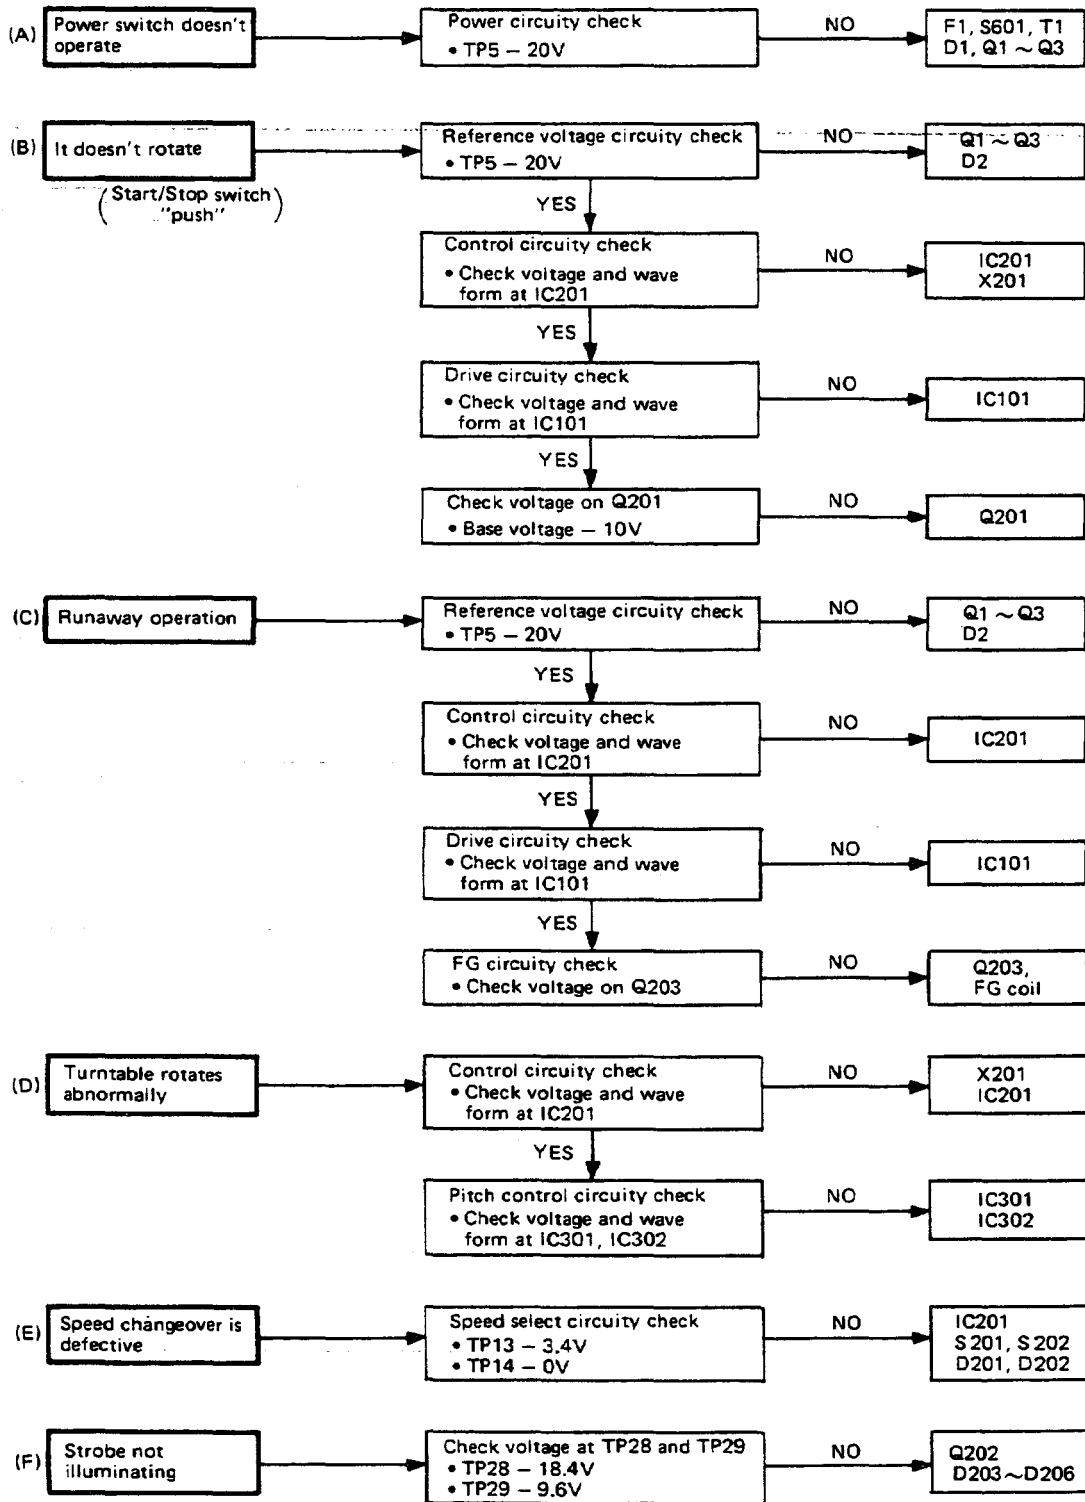 (A)
Power switch doesn't
operate
Power circuity check
• TP5 – 20V
NO
F1, S601, T1
D1, Q1 ~ Q3
(B)
It doesn't rotate
(Start/Stop switch
"push")
Reference voltage circuity check
• TP5 – 20V
NO
Q1 ~ Q3
D2
YES
Control circuity check
• Check voltage and wave
form at IC201
NO
IC201
X201
YES
Drive circuity check
• Check voltage and wave
form at IC101
NO
IC101
YES
Check voltage on Q201
• Base voltage – 10V
NO
Q201
(C)
Runaway operation
Reference voltage circuity check
• TP5 – 20V
NO
Q1 ~ Q3
D2
YES
Control circuity check
• Check voltage and wave
form at IC201
NO
IC201
YES
Drive circuity check
• Check voltage and wave
form at IC101
NO
IC101
YES
FG circuity check
• Check voltage on Q203
NO
Q203,
FG coil
(D)
Turntable rotates
abnormally
Control circuity check
• Check voltage and wave
form at IC201
NO
X201
IC201
YES
Pitch control circuity check
• Check voltage and wave
form at IC301, IC302
NO
IC301
IC302
(E)
Speed changeover is
defective
Speed select circuity check
• TP13 – 3.4V
• TP14 – 0V
NO
IC201
S201, S202
D201, D202
(F)
Strobe not
illuminating
Check voltage at TP28 and TP29
• TP28 – 18.4V
• TP29 – 9.6V
NO
Q202
D203~D206